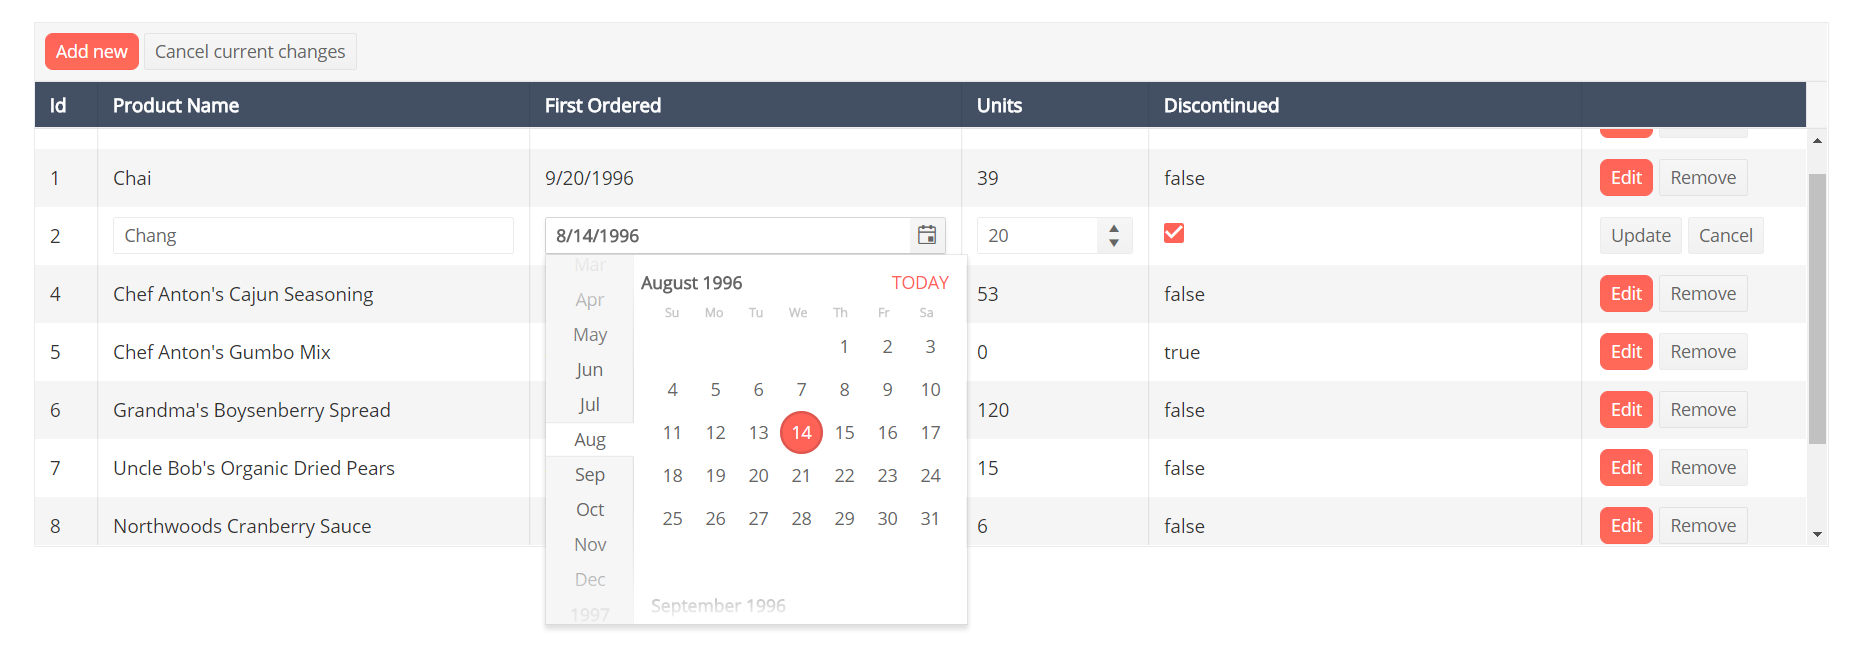 Add new Cancel current changes
Id Product Name First Ordered Units Discontinued
1 Chai 9/20/1996 39 false Edit Remove
2 Chang 8/14/1996 20 Update Cancel
4 Chef Anton's Cajun Seasoning 53 false Edit Remove
5 Chef Anton's Gumbo Mix 0 true Edit Remove
6 Grandma's Boysenberry Spread 120 false Edit Remove
7 Uncle Bob's Organic Dried Pears 15 false Edit Remove
8 Northwoods Cranberry Sauce 6 false Edit Remove
Mar
Apr
May
Jun
Jul
Aug
Sep
Oct
Nov
Dec
1997
August 1996 TODAY
Su Mo Tu We Th Fr Sa
1 2 3
4 5 6 7 8 9 10
11 12 13 14 15 16 17
18 19 20 21 22 23 24
25 26 27 28 29 30 31
September 1996